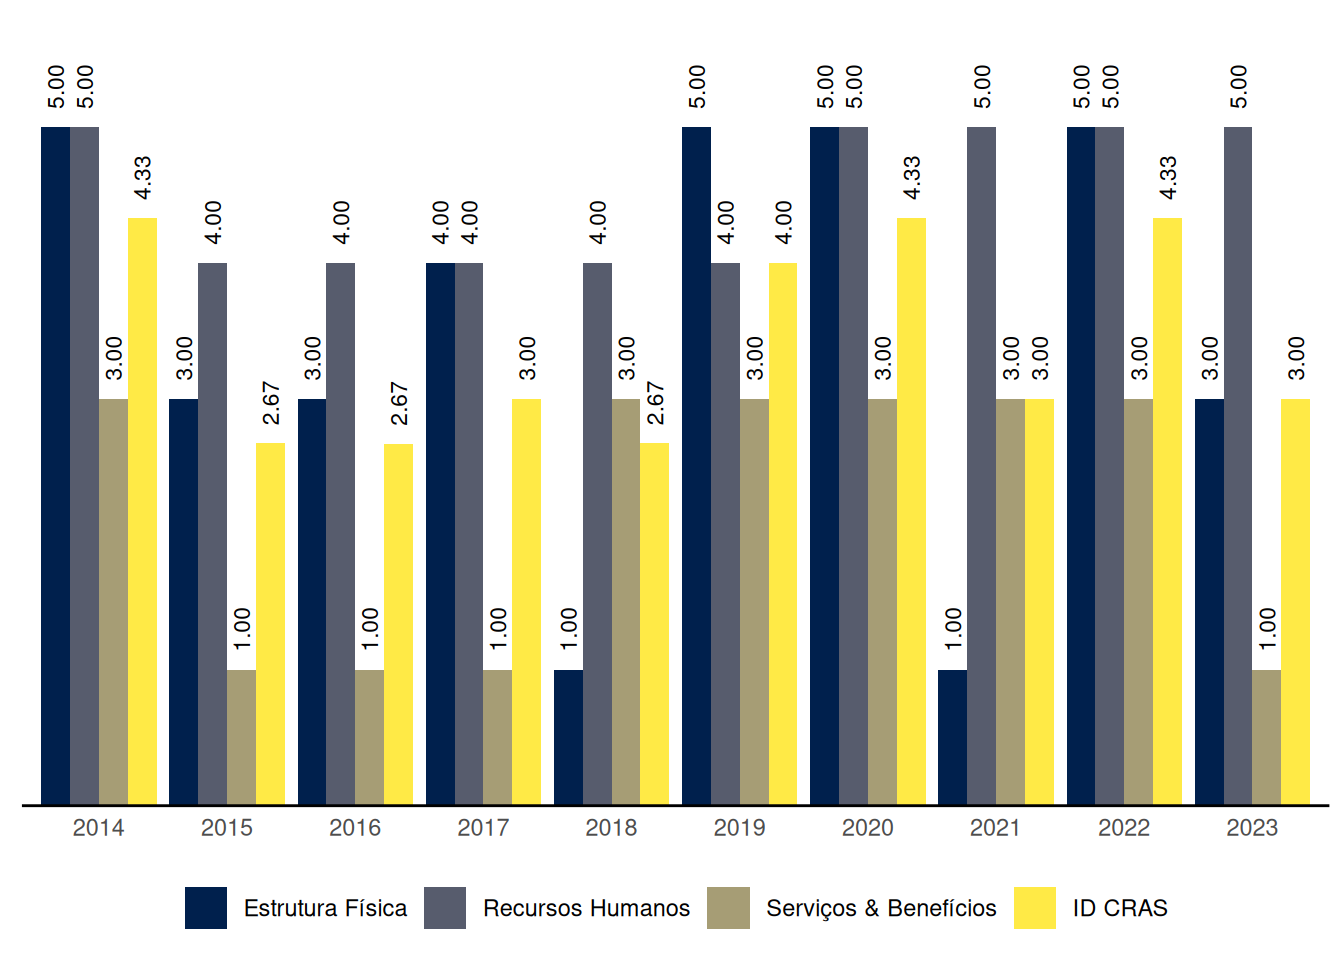 5.00 5.00 3.00 4.33
3.00 4.00 1.00 2.67
3.00 4.00 1.00 2.67
4.00 4.00 1.00 3.00
1.00 4.00 3.00 2.67
5.00 4.00 3.00 4.00
5.00 5.00 3.00 4.33
1.00 5.00 3.00 3.00
5.00 5.00 3.00 4.33
3.00 5.00 1.00 3.00
2014 2015 2016 2017 2018 2019 2020 2021 2022 2023
Estrutura Física Recursos Humanos Serviços & Benefícios ID CRAS